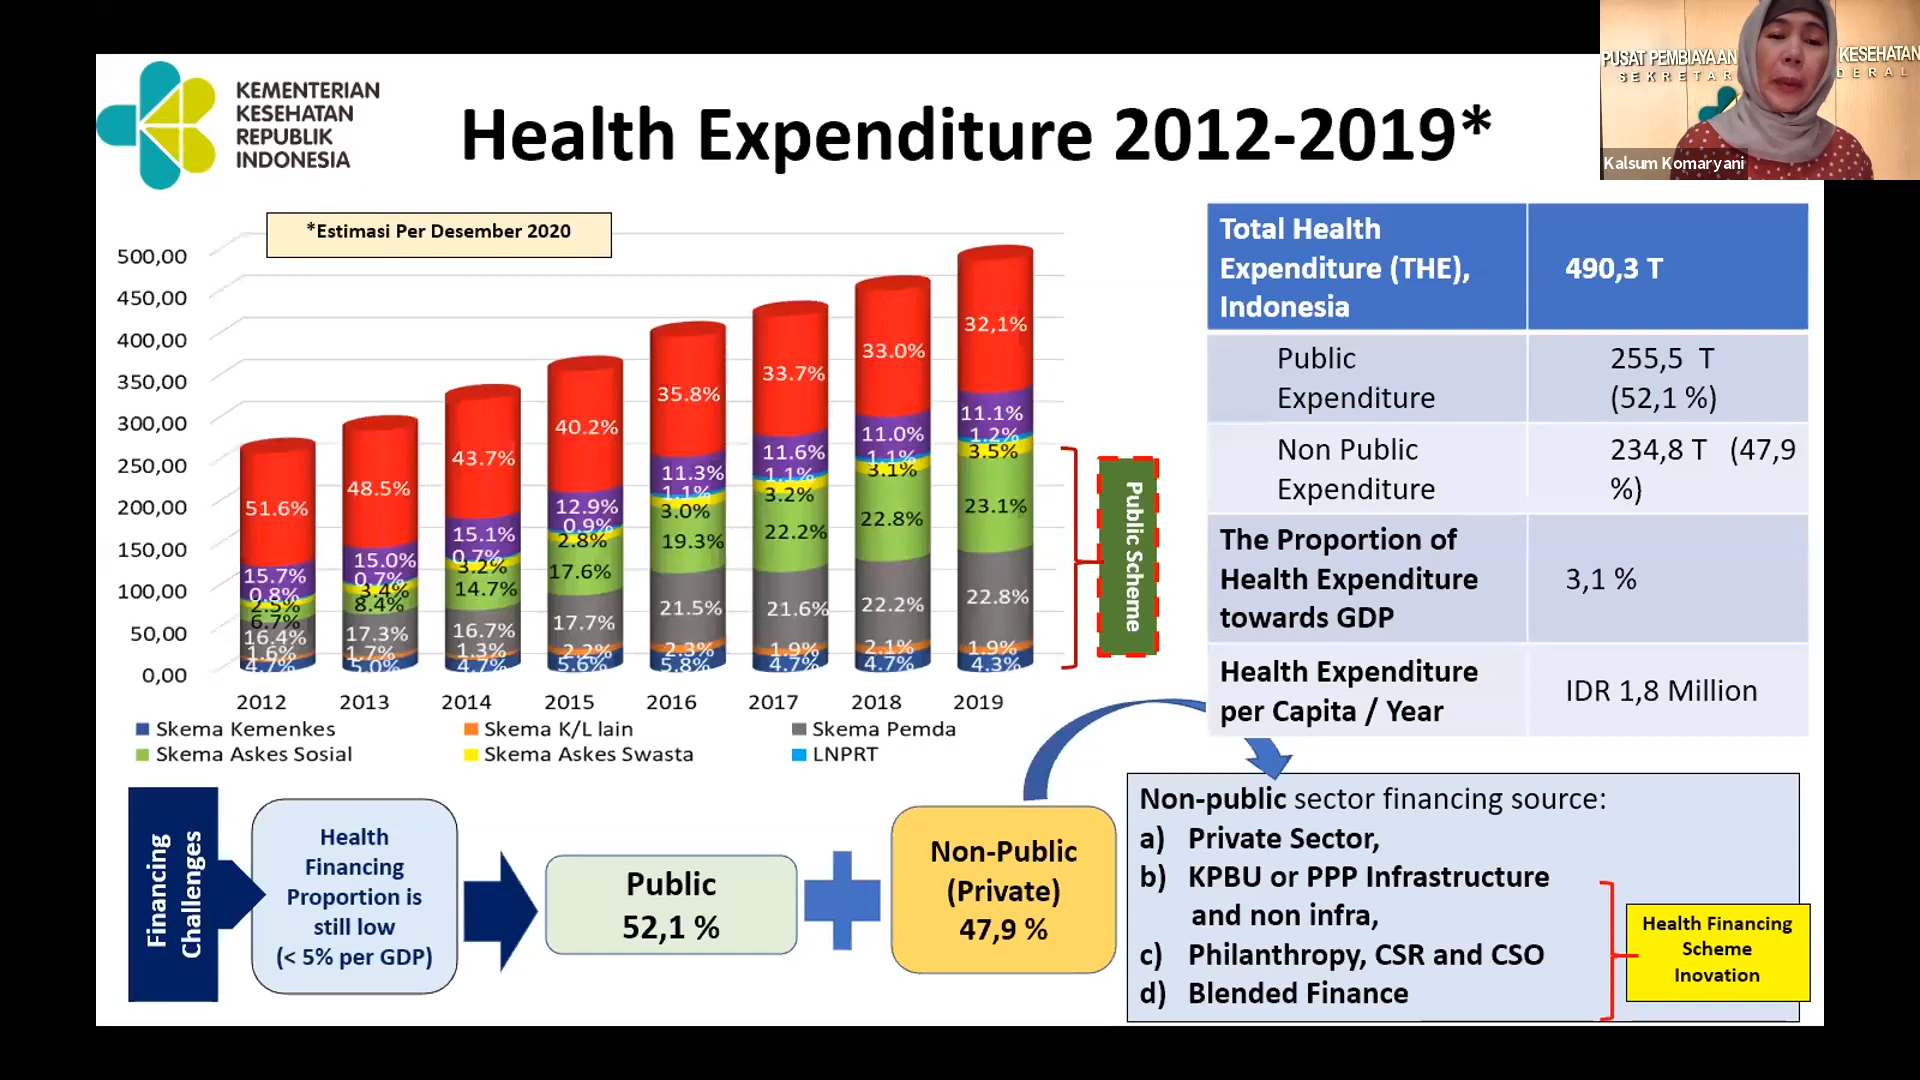 KEMENTERIAN
KESEHATAN
REPUBLIK
INDONESIA
Health Expenditure 2012-2019*
PUSAT PEMBIAYAAN KESEHATAN
SEKRETAR DERAL
Kalsum Komaryani
*Estimasi Per Desember 2020
500,00
450,00
400,00
350,00
300,00
250,00
200,00
150,00
100,00
50,00
0,00
51.6%
15.7%
0.8%
2.5%
6.7%
16.4%
1.6%
4.7%
48.5%
15.0%
0.7%
3.4%
8.4%
17.3%
1.7%
5.0%
43.7%
15.1%
0.7%
3.2%
14.7%
16.7%
1.3%
4.7%
40.2%
12.9%
0.9%
2.8%
17.6%
17.7%
2.2%
5.6%
35.8%
11.3%
1.1%
3.0%
19.3%
21.5%
2.3%
5.8%
33.7%
11.6%
1.1%
3.2%
22.2%
21.6%
1.9%
4.7%
33.0%
11.0%
1.1%
3.1%
22.8%
22.2%
2.1%
4.7%
32,1%
11.1%
1.2%
3.5%
23.1%
22.8%
1.9%
4.3%
2012 2013 2014 2015 2016 2017 2018 2019
Skema Kemenkes Skema K/L lain Skema Pemda
Skema Askes Sosial Skema Askes Swasta LNPRT
Public Scheme
Total Health
Expenditure (THE),
Indonesia
490,3 T
Public
Expenditure
255,5 T
(52,1 %)
Non Public
Expenditure
234,8 T (47,9
%)
The Proportion of
Health Expenditure
towards GDP
3,1 %
Health Expenditure
per Capita / Year
IDR 1,8 Million
Financing
Challenges
Health
Financing
Proportion is
still low
(< 5% per GDP)
Public
52,1 %
Non-Public
(Private)
47,9 %
Non-public sector financing source:
a) Private Sector,
b) KPBU or PPP Infrastructure
and non infra,
c) Philanthropy, CSR and CSO
d) Blended Finance
Health Financing
Scheme
Inovation